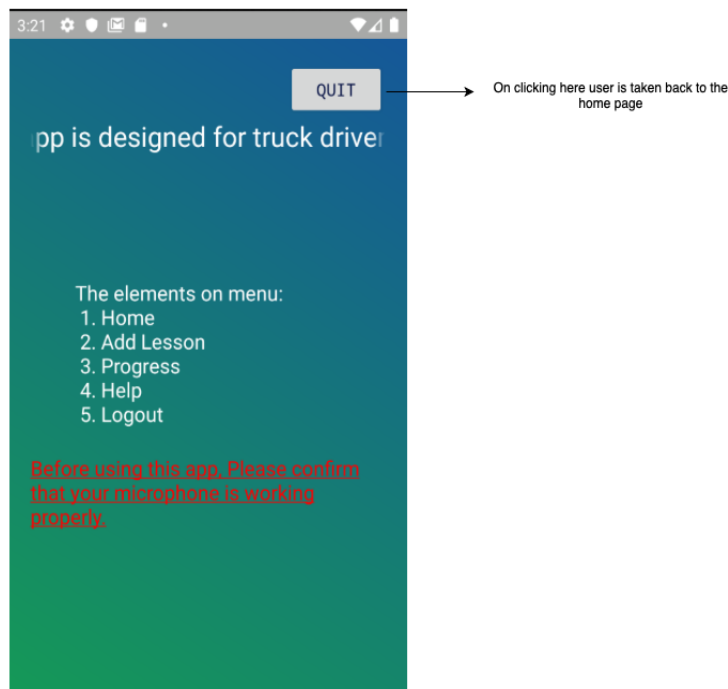 3:21
QUIT
On clicking here user is taken back to the
home page
pp is designed for truck driver
The elements on menu:
1. Home
2. Add Lesson
3. Progress
4. Help
5. Logout
Before using this app, Please confirm
that your microphone is working
properly.